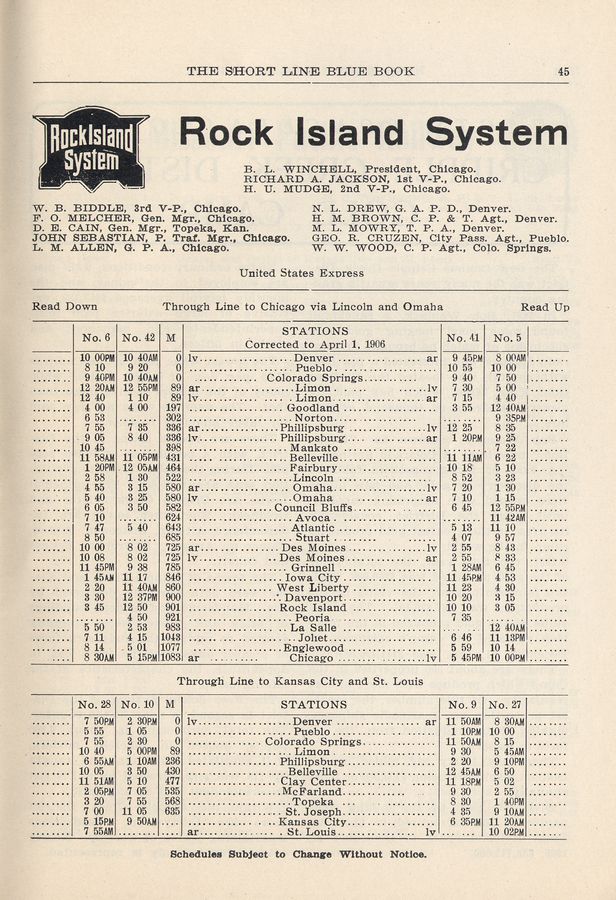 THE SHORT LINE BLUE BOOK 45
RockIsland
System
Rock Island System
B. L. WINCHELL, President, Chicago.
RICHARD A. JACKSON, 1st V-P., Chicago.
H. U. MUDGE, 2nd V-P., Chicago.
W. B. BIDDLE, 3rd V-P., Chicago. N. L. DREW, G. A. P. D., Denver.
F. O. MELCHER, Gen. Mgr., Chicago. H. M. BROWN, C. P. & T. Agt., Denver.
D. E. CAIN, Gen. Mgr., Topeka, Kan. M. L. MOWRY, T. P. A., Denver.
JOHN SEBASTIAN, P. Traf. Mgr., Chicago. GEO. R. CRUZEN, City Pass. Agt., Pueblo.
L. M. ALLEN, G. P. A., Chicago. W. W. WOOD, C. P. Agt., Colo. Springs.
United States Express
Read Down Through Line to Chicago via Lincoln and Omaha Read Up
No. 6 No. 42 M STATIONS No. 41 No. 5
Corrected to April 1, 1906
10 00PM 10 40AM 0 lv Denver ar 9 45PM 8 00AM
8 10 9 20 0 Pueblo 10 55 10 00
9 40PM 10 40AM 0 Colorado Springs 9 40 7 50
12 20AM 12 55PM 89 ar Limon lv 7 30 5 00
12 40 1 10 89 lv Limon ar 7 15 4 40
4 00 4 00 197 Goodland 3 55 12 40AM
6 53 302 Norton 9 35PM
7 55 7 35 336 ar Phillipsburg lv 12 25 8 35
9 05 8 40 336 lv Phillipsburg ar 1 20PM 9 25
10 45 398 Mankato 7 22
11 58AM 11 05PM 431 Belleville 11 11AM 6 22
1 20PM 12 05AM 464 Fairbury 10 18 5 10
2 58 1 30 522 Lincoln 8 52 3 23
4 55 3 15 580 ar Omaha lv 7 20 1 30
5 40 3 25 580 lv Omaha ar 7 10 1 15
6 05 3 50 582 Council Bluffs 6 45 12 55PM
7 10 624 Avoca 11 42AM
7 47 5 40 643 Atlantic 5 13 11 10
8 50 685 Stuart 4 07 9 57
10 00 8 02 725 ar Des Moines lv 2 55 8 43
10 08 8 02 725 lv Des Moines ar 2 55 8 33
11 45PM 9 38 785 Grinnell 1 28AM 6 45
1 45AM 11 17 846 Iowa City 11 45PM 4 53
2 20 11 40AM 860 West Liberty 11 23 4 30
3 30 12 37PM 900 Davenport 10 20 3 15
3 45 12 50 901 Rock Island 10 10 3 05
4 50 921 Peoria 7 35
5 50 2 53 983 La Salle 12 40AM
7 11 4 15 1043 Joliet 6 46 11 13PM
8 14 5 01 1077 Englewood 5 59 10 14
8 30AM 5 15PM 1083 ar Chicago lv 5 45PM 10 00PM
Through Line to Kansas City and St. Louis
No. 28 No. 10 M STATIONS No. 9 No. 27
7 50PM 2 30PM 0 lv Denver ar 11 50AM 8 30AM
5 55 1 05 0 Pueblo 1 10PM 10 00
7 55 2 30 0 Colorado Springs 11 50AM 8 15
10 40 5 00PM 89 Limon 9 30 5 45AM
6 55AM 1 10AM 236 Phillipsburg 2 20 9 10PM
10 05 3 50 430 Belleville 12 45AM 6 50
11 51AM 5 10 477 Clay Center 11 18PM 5 02
2 05PM 7 05 535 McFarland 9 30 2 55
3 20 7 55 568 Topeka 8 30 1 40PM
7 00 11 05 635 St. Joseph 4 35 9 10AM
5 15PM 9 50AM Kansas City 6 35PM 11 20AM
7 55AM ar St. Louis lv 10 02PM
Schedules Subject to Change Without Notice.